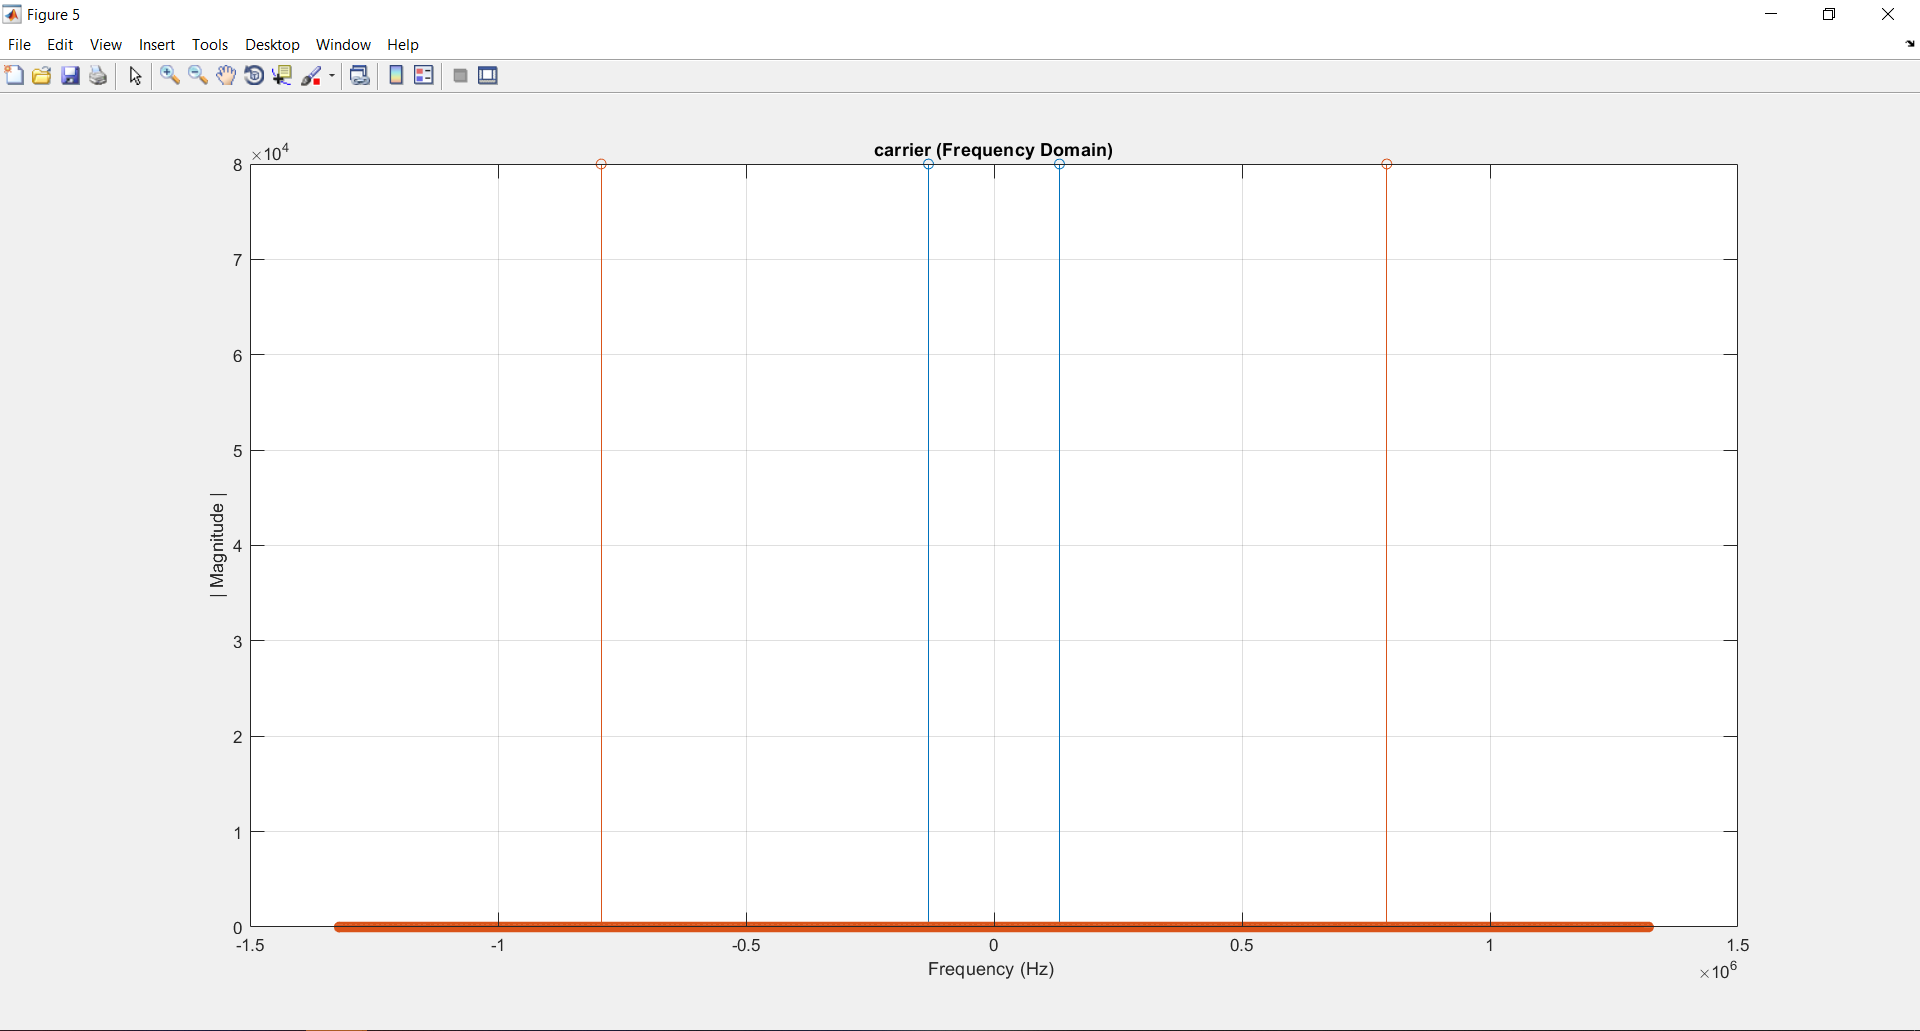 Figure 5
File Edit View Insert Tools Desktop Window Help
carrier (Frequency Domain)
×10^4
8
7
6
5
4
3
2
1
0
| Magnitude |
-1.5 -1 -0.5 0 0.5 1 1.5
Frequency (Hz)
×10^6